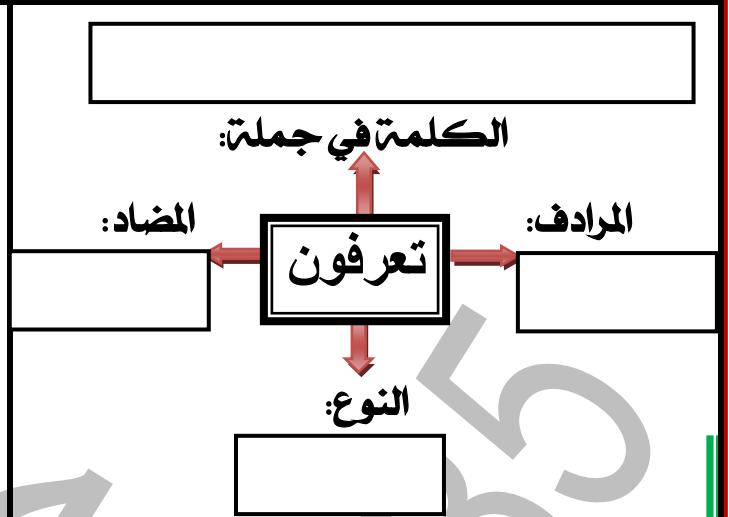 الكلمة في جملة:
المرادف:
المضاد:
تعرفون
النوع: